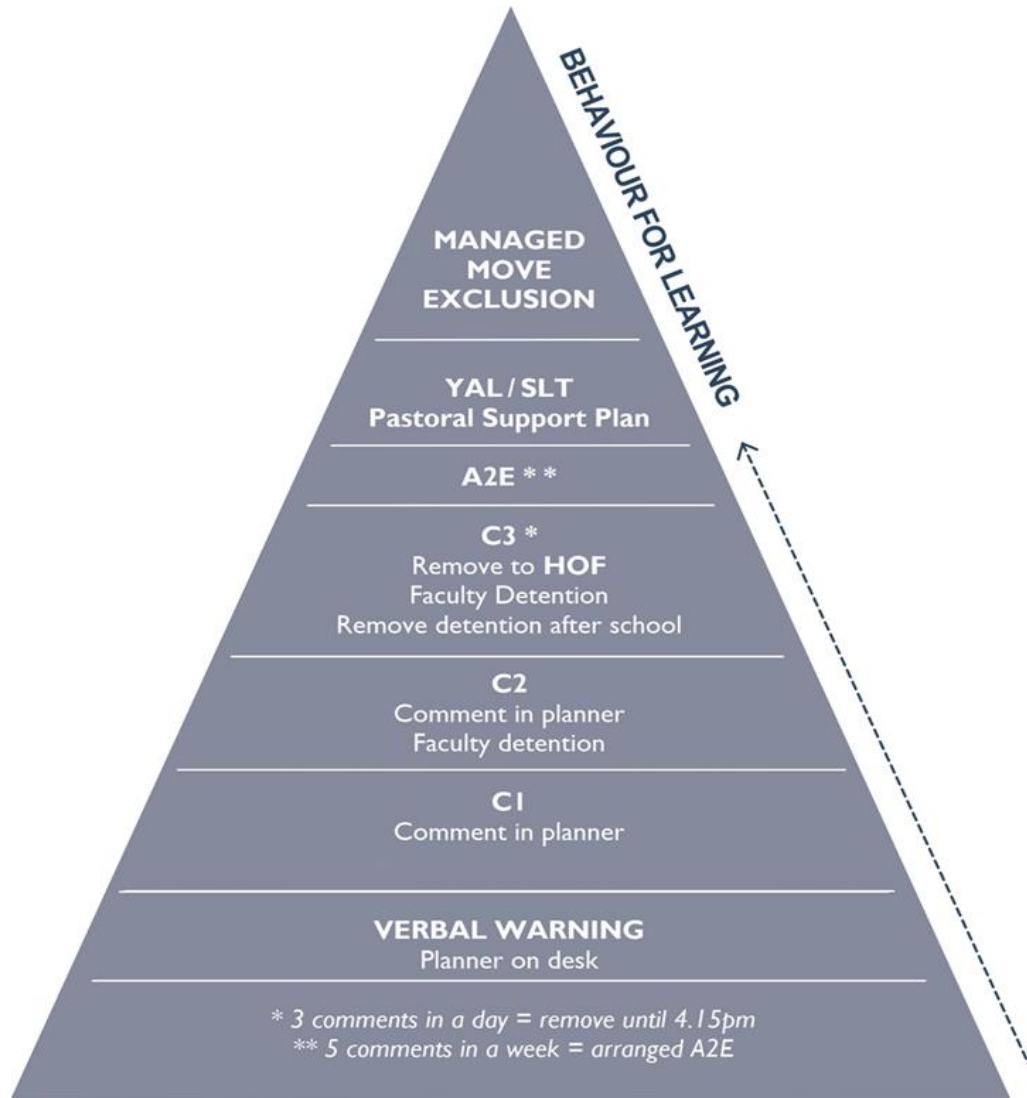 BEHAVIOUR FOR LEARNING
MANAGED
MOVE
EXCLUSION
YAL / SLT
Pastoral Support Plan
A2E * *
C3 *
Remove to HOF
Faculty Detention
Remove detention after school
C2
Comment in planner
Faculty detention
C1
Comment in planner
VERBAL WARNING
Planner on desk
* 3 comments in a day = remove until 4.15pm
** 5 comments in a week = arranged A2E